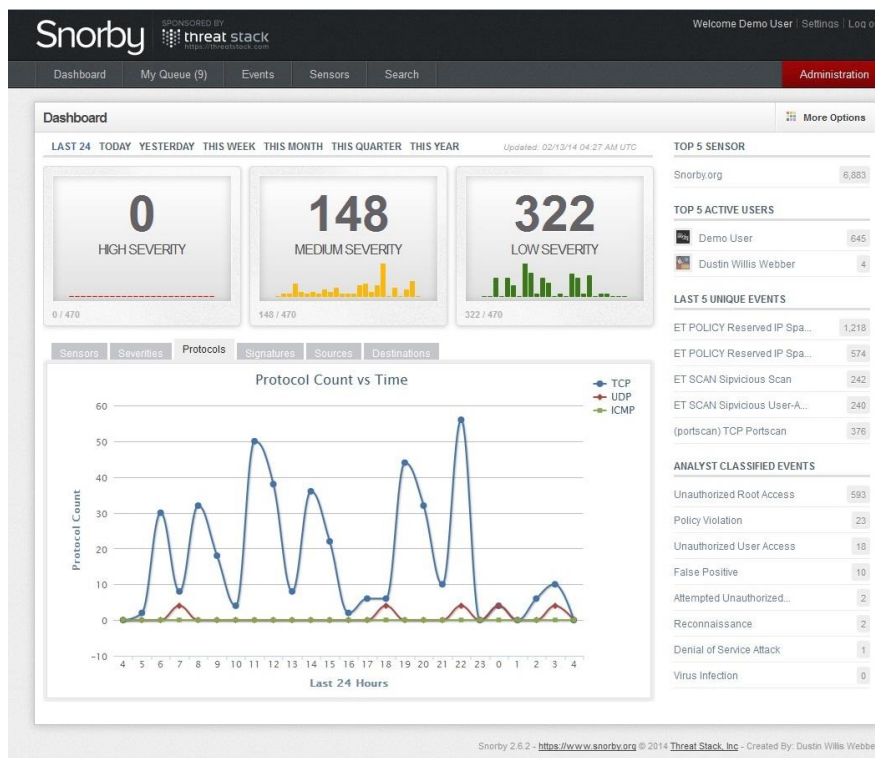 Snorby
SPONSORED BY
threat stack
https://threatstack.com
Welcome Demo User | Settings | Log o
Dashboard My Queue (9) Events Sensors Search Administration
Dashboard
More Options
LAST 24 TODAY YESTERDAY THIS WEEK THIS MONTH THIS QUARTER THIS YEAR
Updated: 02/13/14 04:27 AM UTC
0
HIGH SEVERITY
0 / 470
148
MEDIUM SEVERITY
148 / 470
322
LOW SEVERITY
322 / 470
Sensors Severities Protocols Signatures Sources Destinations
Protocol Count vs Time
TCP
UDP
ICMP
Protocol Count
60
50
40
30
20
10
0
-10
4 5 6 7 8 9 10 11 12 13 14 15 16 17 18 19 20 21 22 23 0 1 2 3 4
Last 24 Hours
TOP 5 SENSOR
Snorby.org 6,883
TOP 5 ACTIVE USERS
Demo User 645
Dustin Willis Webber 4
LAST 5 UNIQUE EVENTS
ET POLICY Reserved IP Spa... 1,218
ET POLICY Reserved IP Spa... 574
ET SCAN Sipvicious Scan 242
ET SCAN Sipvicious User-A... 240
(portscan) TCP Portscan 376
ANALYST CLASSIFIED EVENTS
Unauthorized Root Access 593
Policy Violation 23
Unauthorized User Access 18
False Positive 10
Attempted Unauthorized... 2
Reconnaissance 2
Denial of Service Attack 1
Virus Infection 0
Snorby 2.6.2 - https://www.snorby.org © 2014 Threat Stack, Inc - Created By: Dustin Willis Webbe